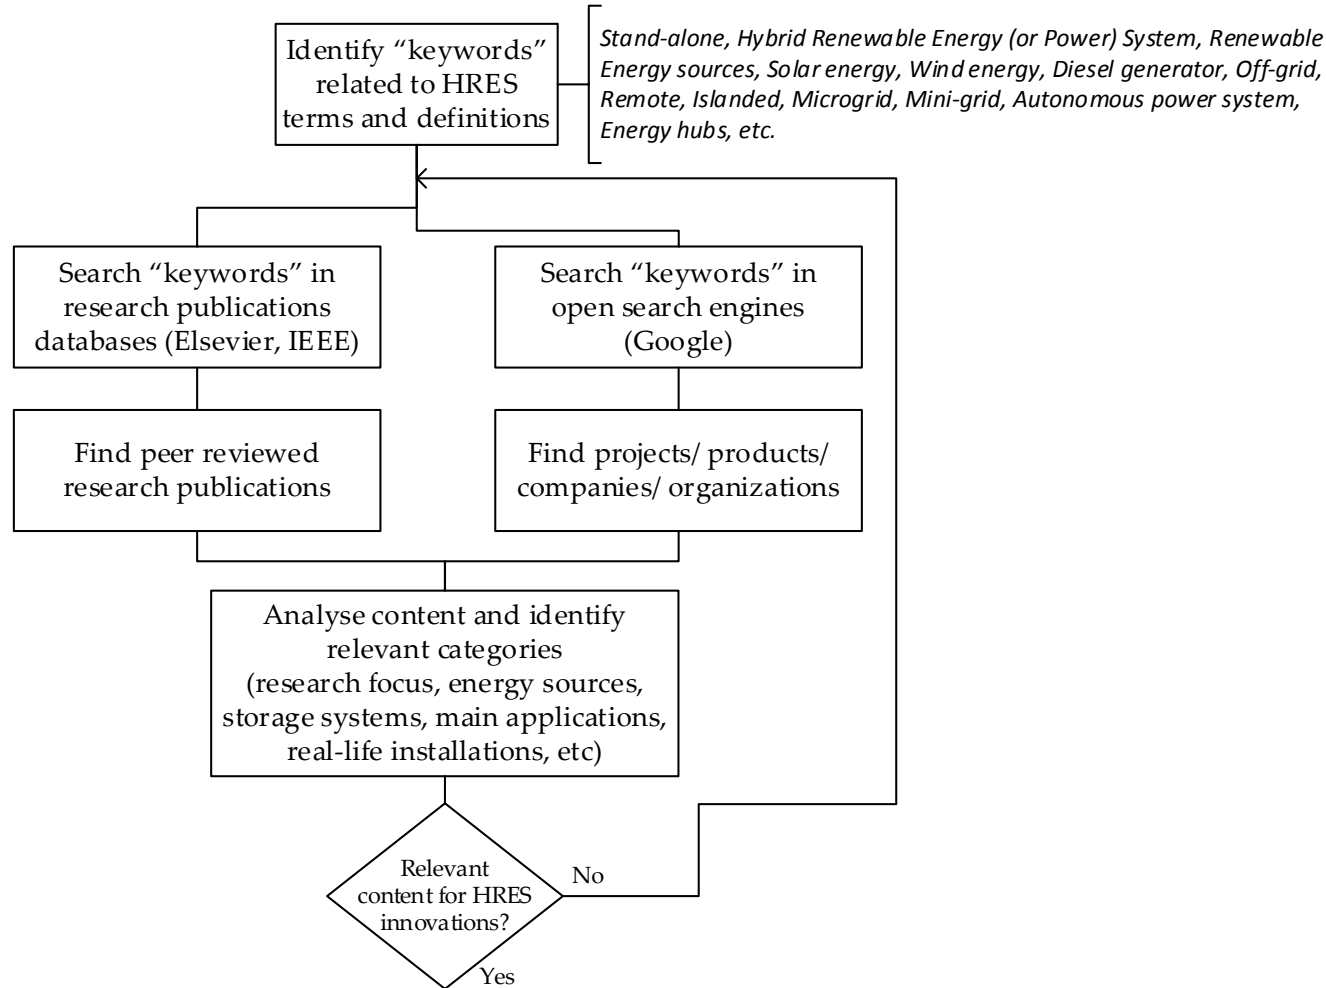 Identify “keywords”
related to HRES
terms and definitions
Stand-alone, Hybrid Renewable Energy (or Power) System, Renewable
Energy sources, Solar energy, Wind energy, Diesel generator, Off-grid,
Remote, Islanded, Microgrid, Mini-grid, Autonomous power system,
Energy hubs, etc.
Search “keywords” in
research publications
databases (Elsevier, IEEE)
Search “keywords” in
open search engines
(Google)
Find peer reviewed
research publications
Find projects/ products/
companies/ organizations
Analyse content and identify
relevant categories
(research focus, energy sources,
storage systems, main applications,
real-life installations, etc)
Relevant
content for HRES
innovations?
No
Yes